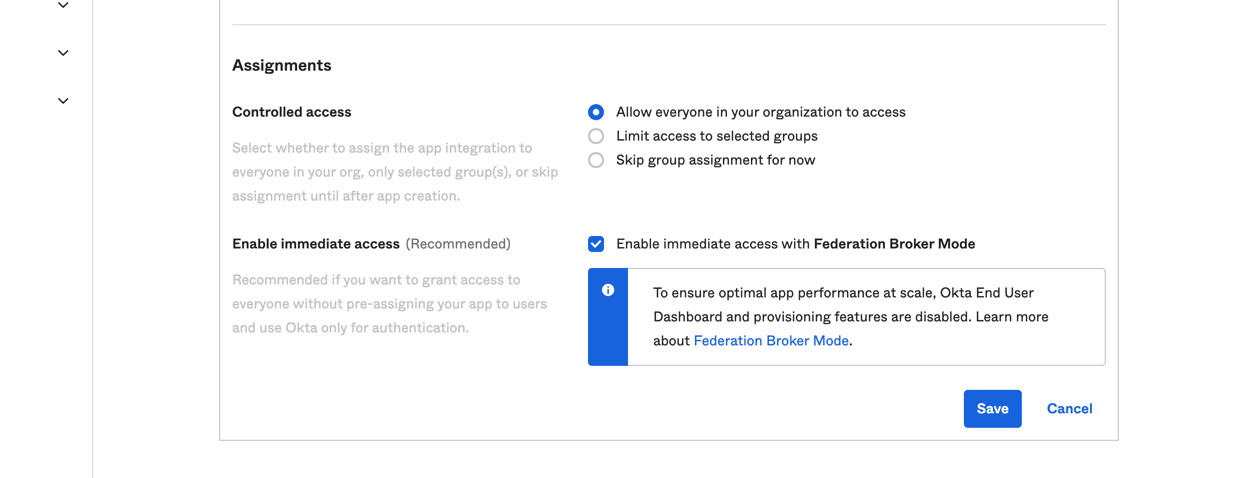 Assignments
Controlled access
Select whether to assign the app integration to
everyone in your org, only selected group(s), or skip
assignment until after app creation.
Allow everyone in your organization to access
Limit access to selected groups
Skip group assignment for now
Enable immediate access (Recommended)
Recommended if you want to grant access to
everyone without pre-assigning your app to users
and use Okta only for authentication.
Enable immediate access with Federation Broker Mode
To ensure optimal app performance at scale, Okta End User
Dashboard and provisioning features are disabled. Learn more
about Federation Broker Mode.
Save Cancel